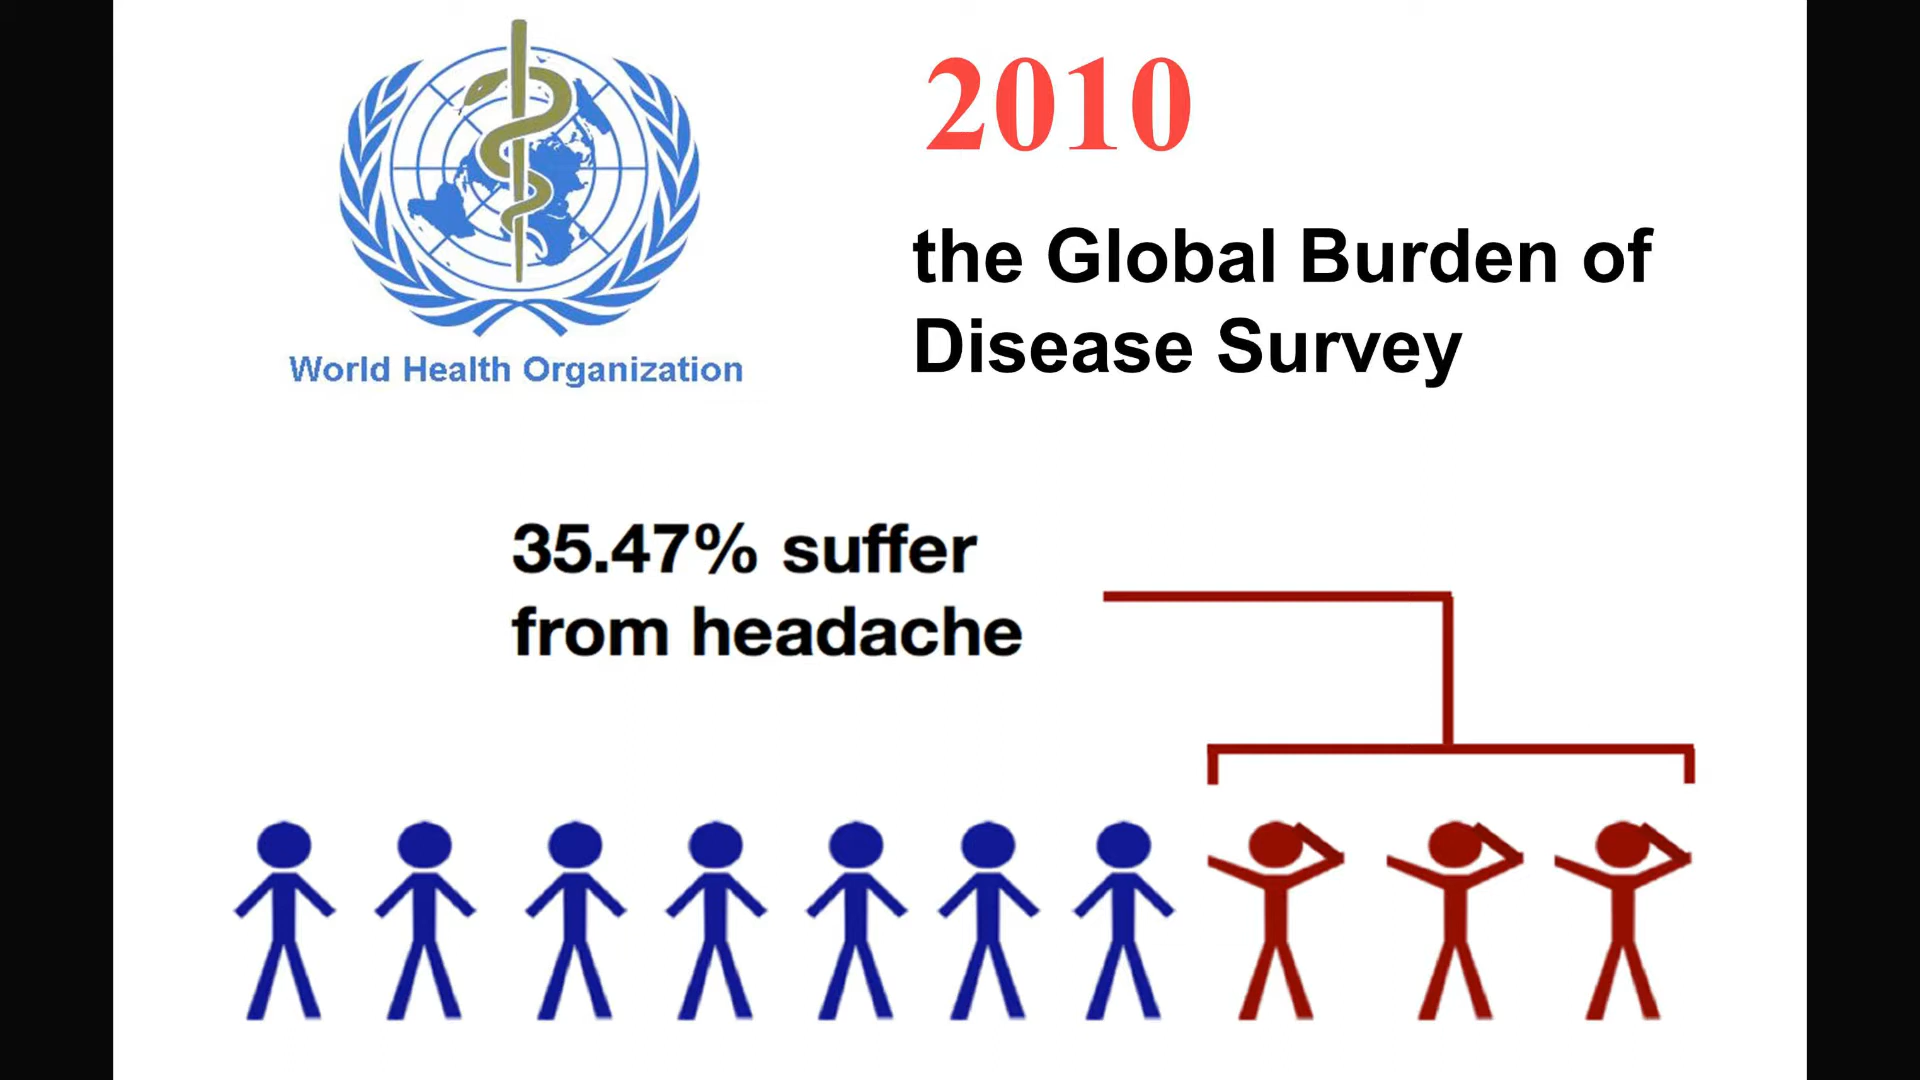 World Health Organization
2010
the Global Burden of
Disease Survey
35.47% suffer
from headache